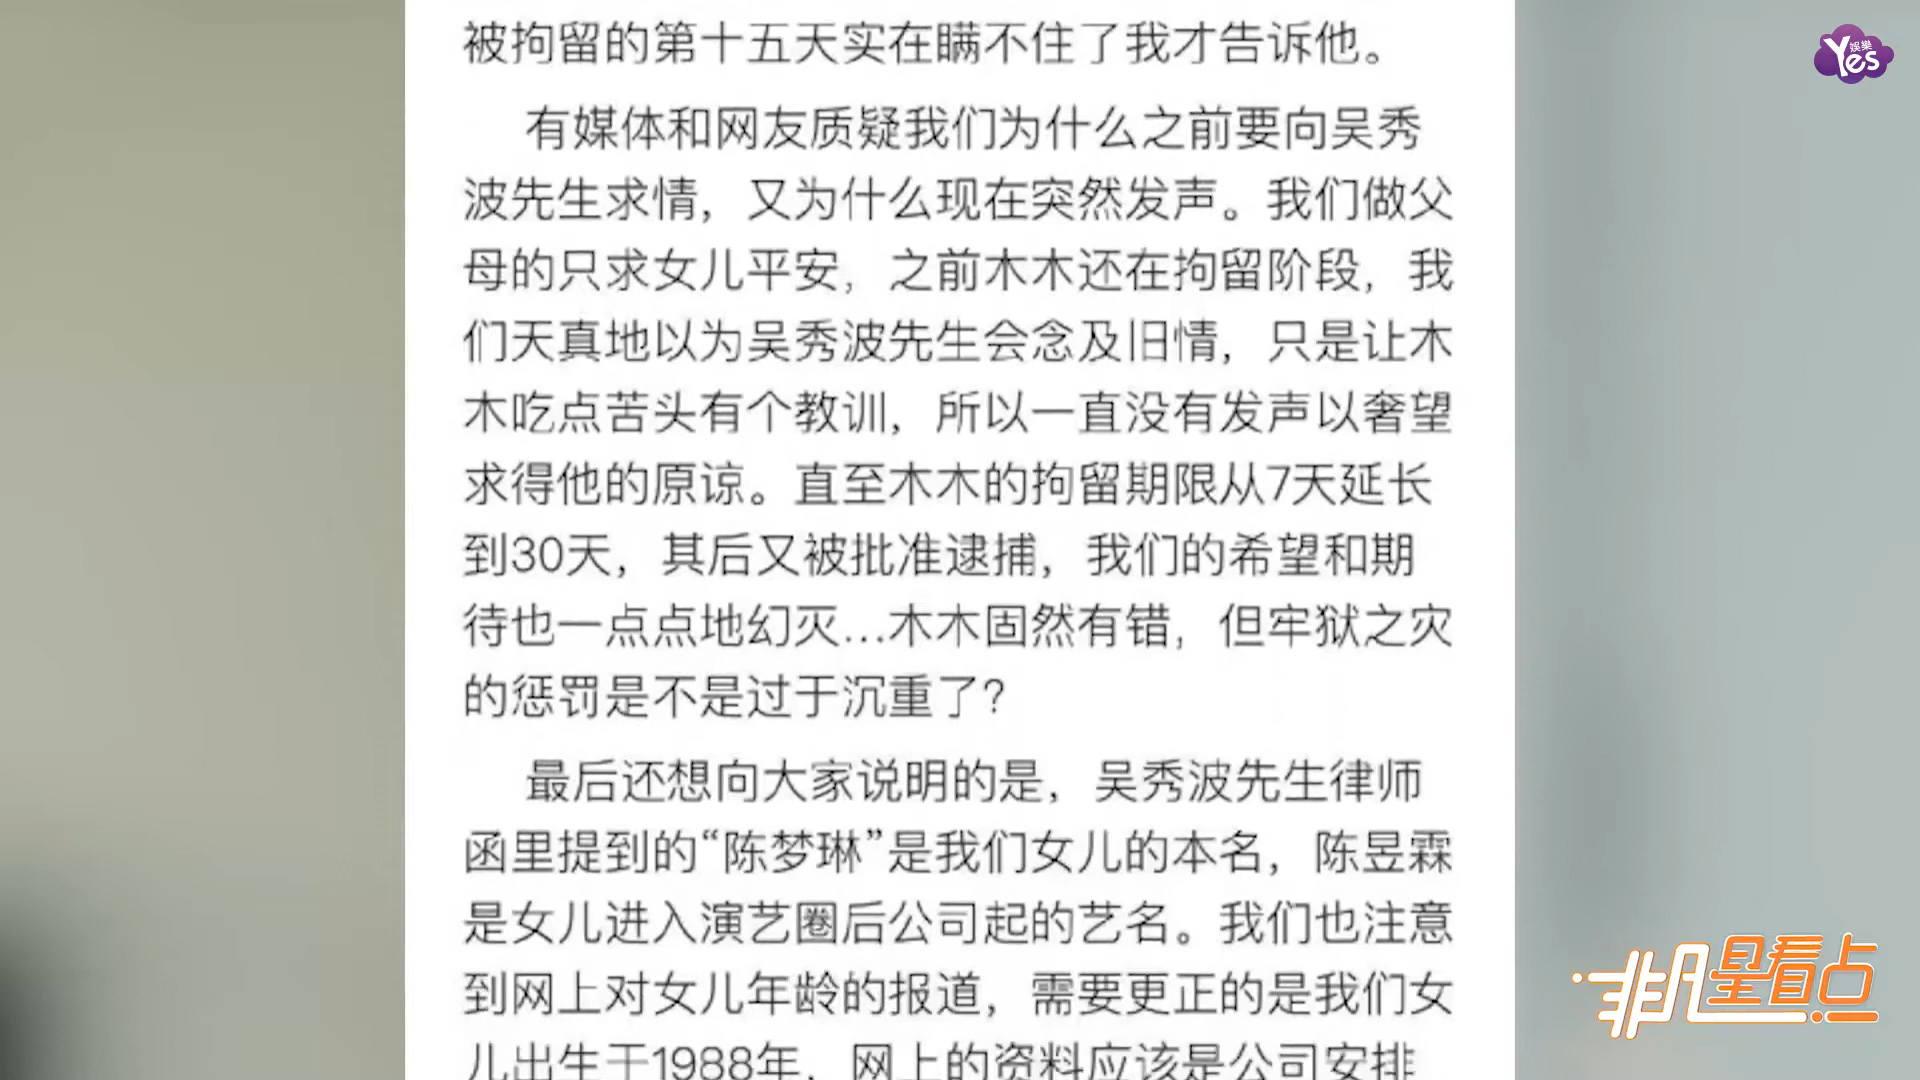 被拘留的第十五天实在瞒不住了我才告诉他。
有媒体和网友质疑我们为什么之前要向吴秀
波先生求情，又为什么现在突然发声。我们做父
母的只求女儿平安，之前木木还在拘留阶段，我
们天真地以为吴秀波先生会念及旧情，只是让木
木吃点苦头有个教训，所以一直没有发声以奢望
求得他的原谅。直至木木的拘留期限从7天延长
到30天，其后又被批准逮捕，我们的希望和期
待也一点点地幻灭...木木固然有错，但牢狱之灾
的惩罚是不是过于沉重了？
最后还想向大家说明的是，吴秀波先生律师
函里提到的“陈梦琳”是我们女儿的本名，陈昱霖
是女儿进入演艺圈后公司起的艺名。我们也注意
到网上对女儿年龄的报道，需要更正的是我们女
儿出生于1988年，网上的资料应该是公司安排
Yes 娛樂
非凡星看点